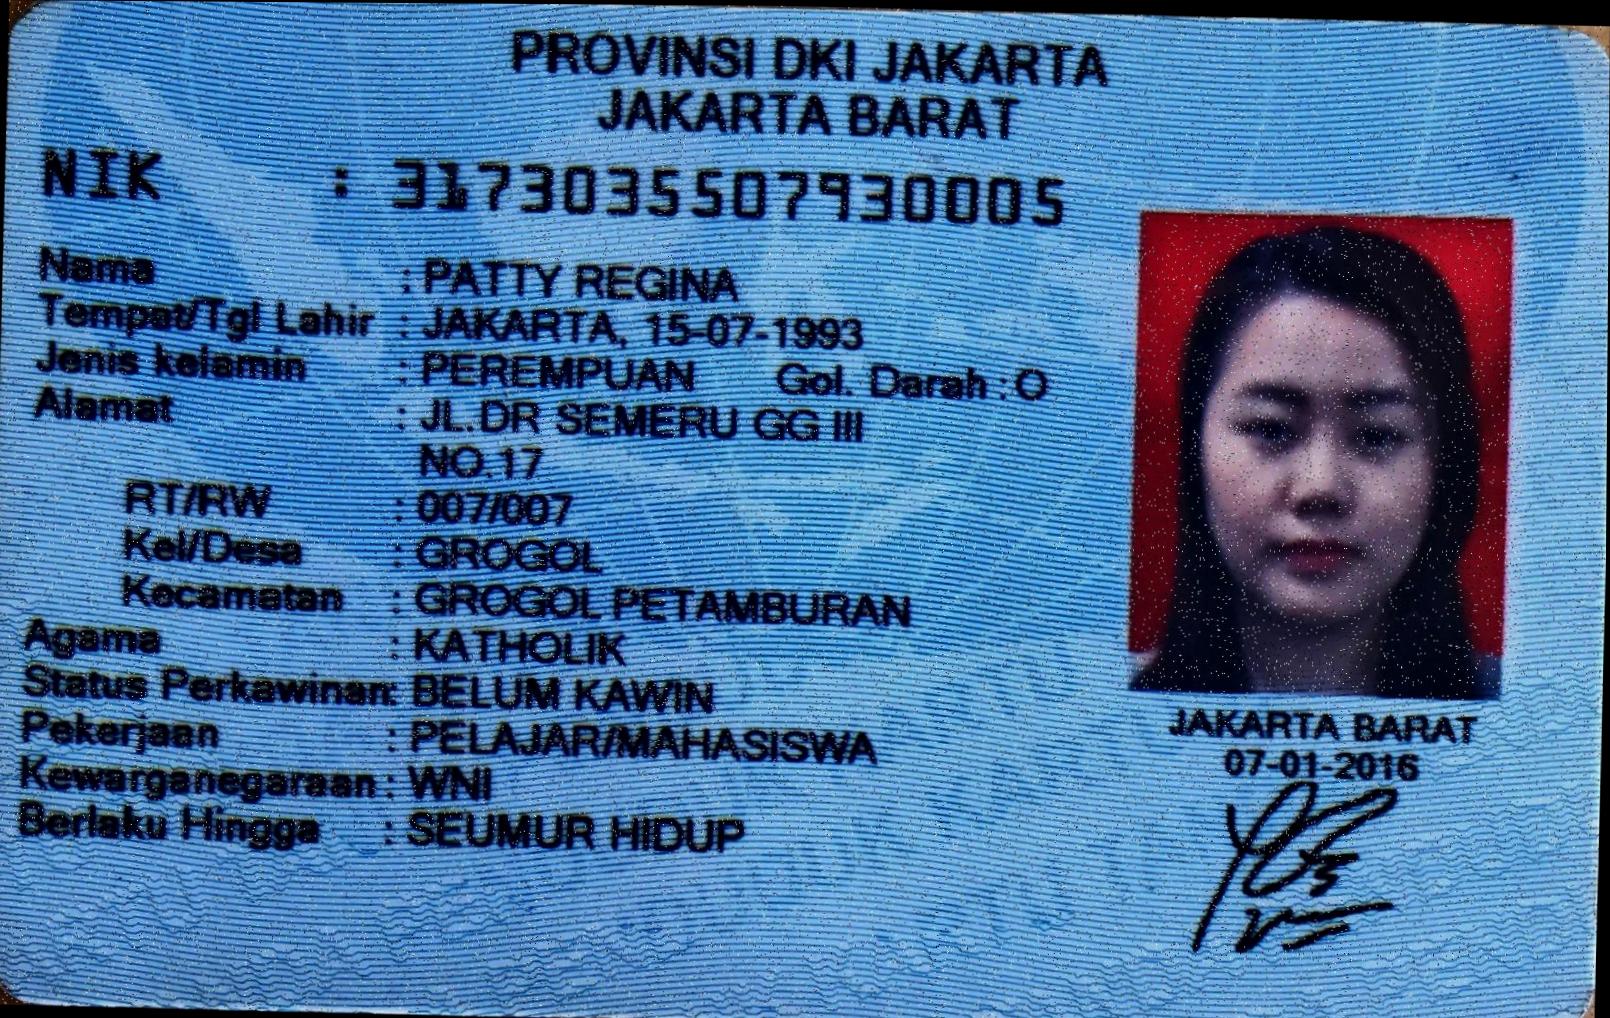 PROVINSI DKI JAKARTA
JAKARTA BARAT
NIK : 3173035507930005
Nama : PATTY REGINA
Tempat/Tgl Lahir : JAKARTA, 15-07-1993
Jenis kelamin : PEREMPUAN Gol. Darah : O
Alamat : JL.DR SEMERU GG III
NO.17
RT/RW : 007/007
Kel/Desa : GROGOL
Kecamatan : GROGOL PETAMBURAN
Agama : KATHOLIK
Status Perkawinan: BELUM KAWIN
Pekerjaan : PELAJAR/MAHASISWA
Kewarganegaraan : WNI
Berlaku Hingga : SEUMUR HIDUP
JAKARTA BARAT
07-01-2016